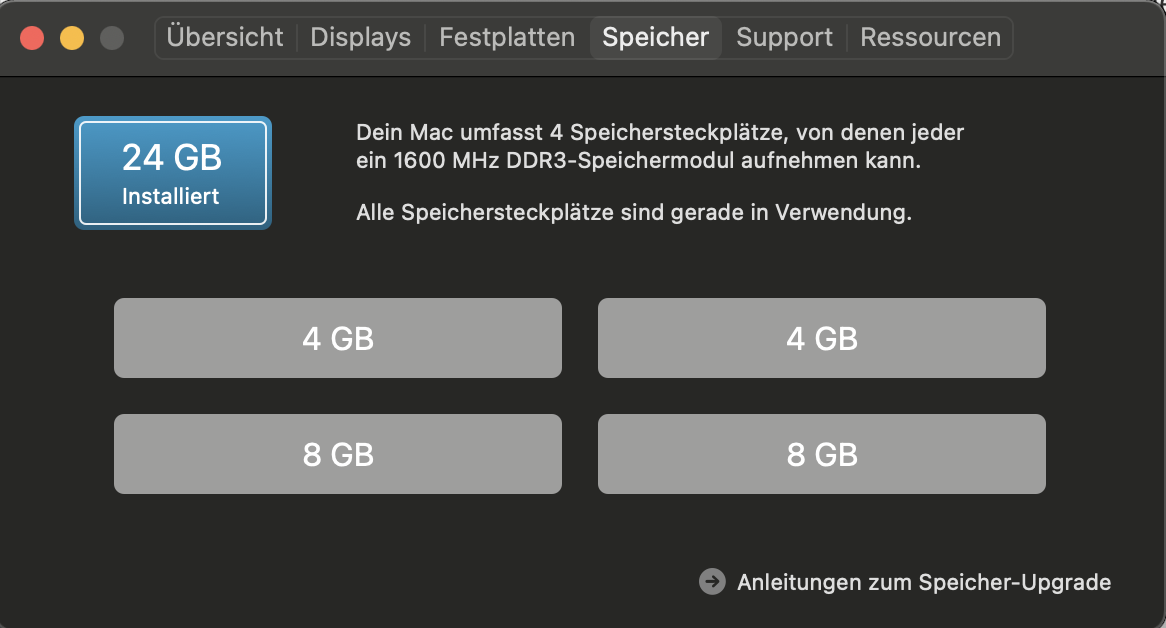 Übersicht Displays Festplatten Speicher Support Ressourcen
24 GB
Installiert
Dein Mac umfasst 4 Speichersteckplätze, von denen jeder
ein 1600 MHz DDR3-Speichermodul aufnehmen kann.
Alle Speichersteckplätze sind gerade in Verwendung.
4 GB 4 GB
8 GB 8 GB
Anleitungen zum Speicher-Upgrade